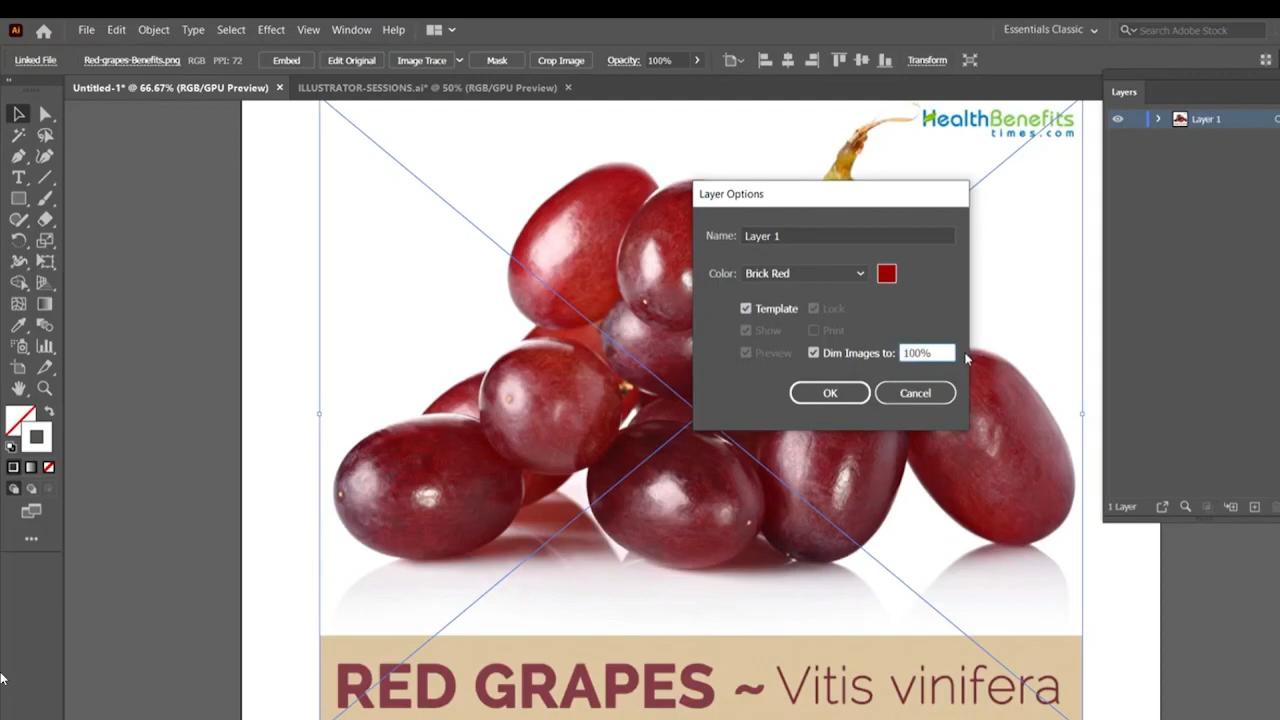 Ai File Edit Object Type Select Effect View Window Help Essentials Classic Search Adobe Stock
Linked File Red-grapes-Benefits.png RGB PPI: 72 Embed Edit Original Image Trace Mask Crop Image Opacity: 100% Transform
Untitled-1* @ 66.67% (RGB/GPU Preview) × ILLUSTRATOR-SESSIONS.ai* @ 50% (RGB/GPU Preview) ×
Layers
Layer 1
HealthBenefits
times.com
Layer Options
Name: Layer 1
Color: Brick Red
Template Lock
Show Print
Preview Dim Images to: 100%
OK Cancel
1 Layer
RED GRAPES ~ Vitis vinifera